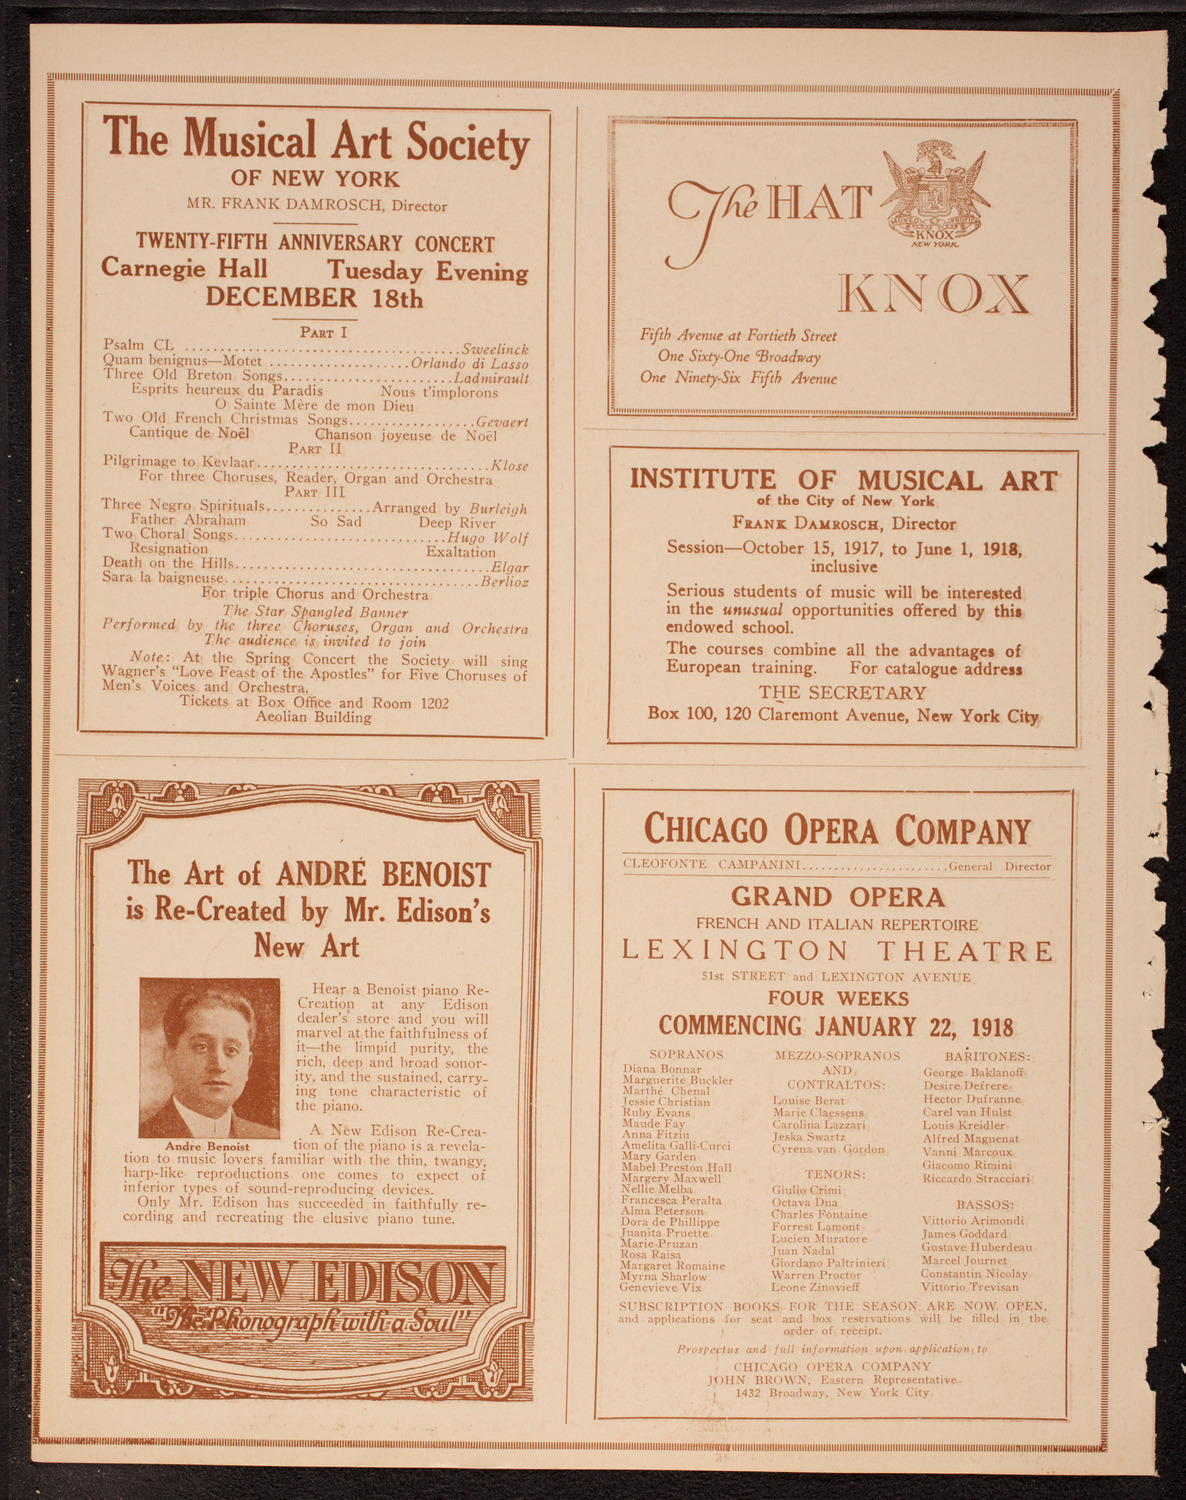 The Musical Art Society
OF NEW YORK
MR. FRANK DAMROSCH, Director
TWENTY-FIFTH ANNIVERSARY CONCERT
Carnegie Hall Tuesday Evening
DECEMBER 18th
PART I
Psalm CL ......................................Sweelinck
Quam benignus—Motet ....................Orlando di Lasso
Three Old Breton Songs........................Ladmirault
Esprits heureux du Paradis Nous t'implorons
O Sainte Mère de mon Dieu
Two Old French Christmas Songs..................Gevaert
Cantique de Noël Chanson joyeuse de Noël
PART II
Pilgrimage to Kevlaar.................................Klose
For three Choruses, Reader, Organ and Orchestra
PART III
Three Negro Spirituals..............Arranged by Burleigh
Father Abraham So Sad Deep River
Two Choral Songs..............................Hugo Wolf
Resignation Exaltation
Death on the Hills....................................Elgar
Sara la baigneuse....................................Berlioz
For triple Chorus and Orchestra
The Star Spangled Banner
Performed by the three Choruses, Organ and Orchestra
The audience is invited to join
Note: At the Spring Concert the Society will sing
Wagner's "Love Feast of the Apostles" for Five Choruses of
Men's Voices and Orchestra.
Tickets at Box Office and Room 1202
Aeolian Building
The HAT
KNOX
NEW YORK.
KNOX
Fifth Avenue at Fortieth Street
One Sixty-One Broadway
One Ninety-Six Fifth Avenue
INSTITUTE OF MUSICAL ART
of the City of New York
FRANK DAMROSCH, Director
Session—October 15, 1917, to June 1, 1918,
inclusive
Serious students of music will be interested
in the unusual opportunities offered by this
endowed school.
The courses combine all the advantages of
European training. For catalogue address
THE SECRETARY
Box 100, 120 Claremont Avenue, New York City
The Art of ANDRÉ BENOIST
is Re-Created by Mr. Edison's
New Art
Hear a Benoist piano Re-
Creation at any Edison
dealer's store and you will
marvel at the faithfulness of
it—the limpid purity, the
rich, deep and broad sonor-
ity, and the sustained, carry-
ing tone characteristic of
the piano.
Andre Benoist
A New Edison Re-Crea-
tion of the piano is a revela-
tion to music lovers familiar with the thin, twangy,
harp-like reproductions one comes to expect of
inferior types of sound-reproducing devices.
Only Mr. Edison has succeeded in faithfully re-
cording and recreating the elusive piano tune.
The NEW EDISON
"The Phonograph with a Soul"
CHICAGO OPERA COMPANY
CLEOFONTE CAMPANINI.......................General Director
GRAND OPERA
FRENCH AND ITALIAN REPERTOIRE
LEXINGTON THEATRE
51st STREET and LEXINGTON AVENUE
FOUR WEEKS
COMMENCING JANUARY 22, 1918
SOPRANOS
Diana Bonnar
Marguerite Buckler
Marthe Chenal
Jessie Christian
Ruby Evans
Maude Fay
Anna Fitziu
Amelita Galli-Curci
Mary Garden
Mabel Preston Hall
Margery Maxwell
Nellie Melba
Francesca Peralta
Alma Peterson
Dora de Phillippe
Juanita Pruette
Marie Pruzan
Rosa Raisa
Margaret Romaine
Myrna Sharlow
Genevieve Vix
MEZZO-SOPRANOS
AND
CONTRALTOS:
Louise Berat
Marie Claessens
Carolina Lazzari
Jeska Swartz
Cyrena van Gordon
TENORS:
Giulio Crimi
Octava Dua
Charles Fontaine
Forrest Lamont
Lucien Muratore
Juan Nadal
Giordano Paltrinieri
Warren Proctor
Leone Zinovieff
BARITONES:
George Baklanoff
Desire Defrere
Hector Dufranne
Carel van Hulst
Louis Kreidler
Alfred Maguenat
Vanni Marcoux
Giacomo Rimini
Riccardo Stracciari
BASSOS:
Vittorio Arimondi
James Goddard
Gustave Huberdeau
Marcel Journet
Constantin Nicolay
Vittorio Trevisan
SUBSCRIPTION BOOKS FOR THE SEASON ARE NOW OPEN,
and applications for seat and box reservations will be filled in the
order of receipt.
Prospectus and full information upon application to
CHICAGO OPERA COMPANY
JOHN BROWN, Eastern Representative
1432 Broadway, New York City